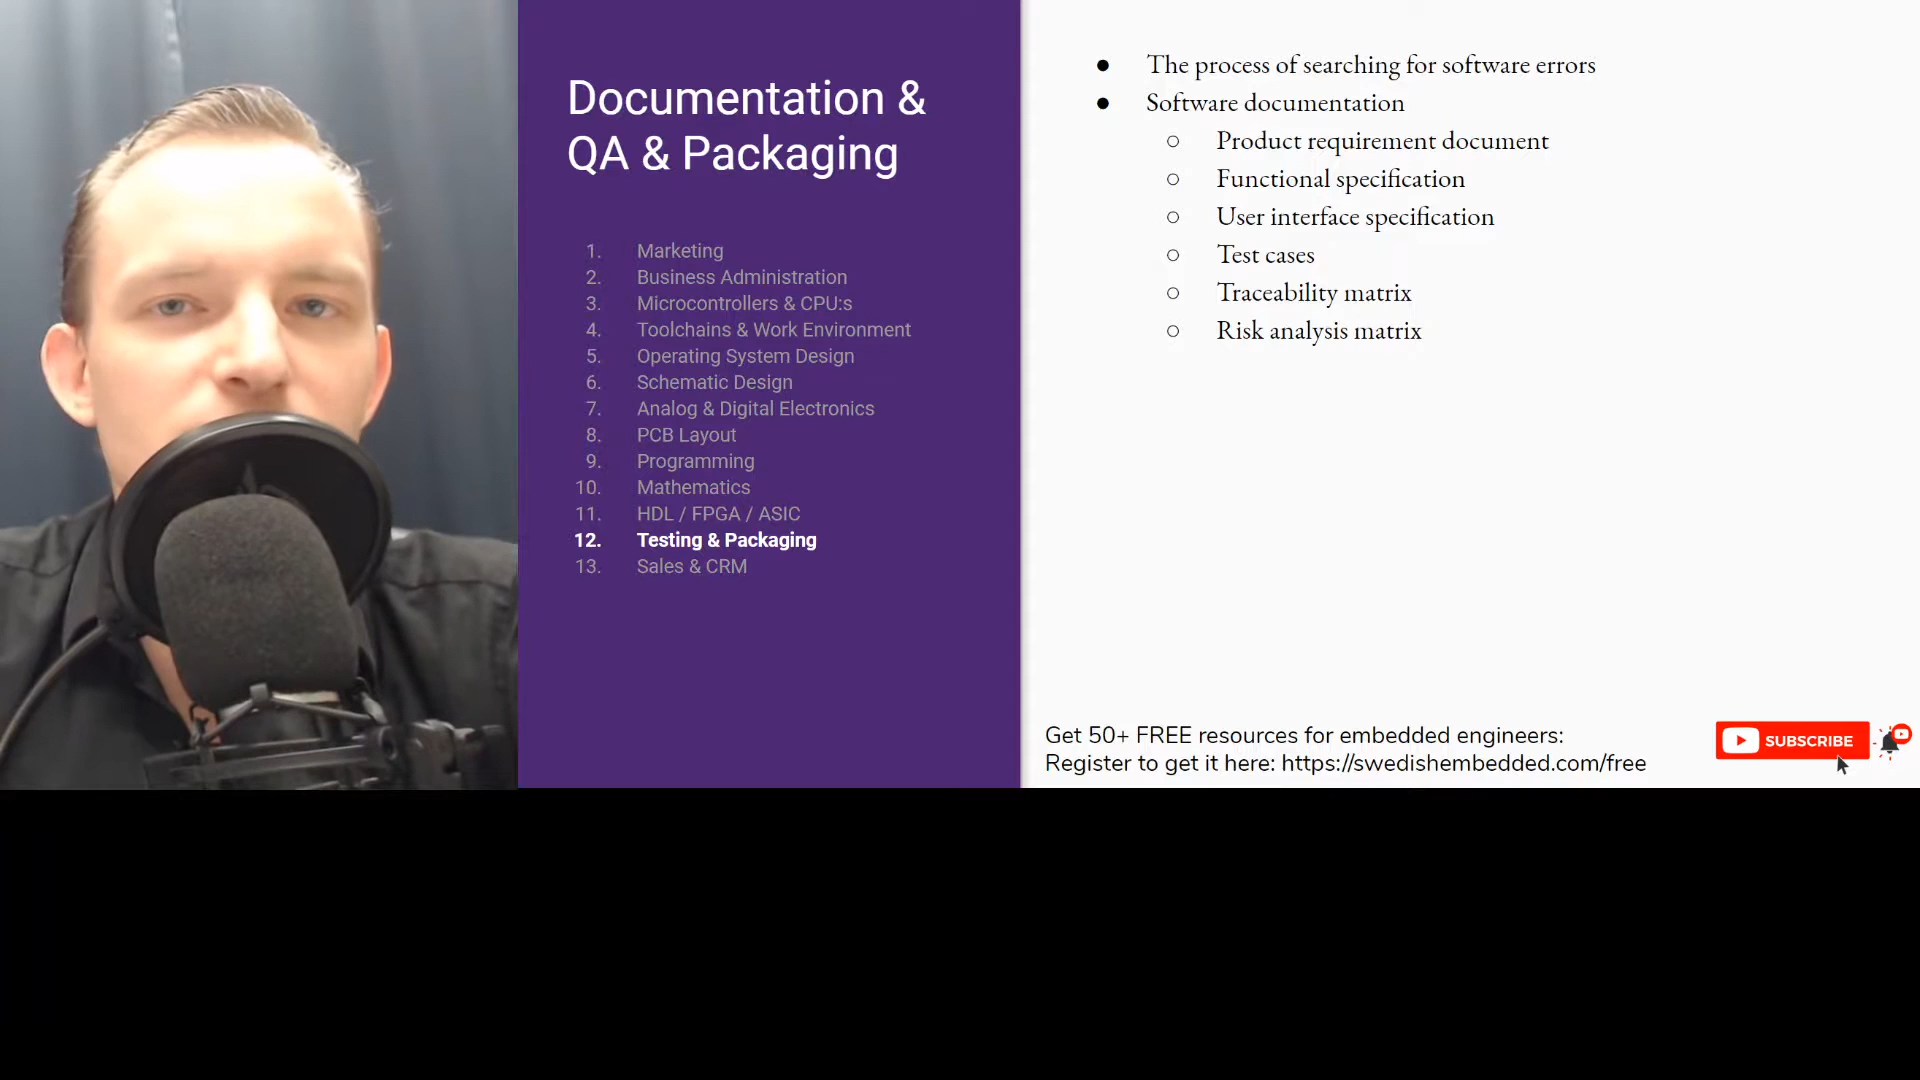 Documentation &
QA & Packaging
1. Marketing
2. Business Administration
3. Microcontrollers & CPU:s
4. Toolchains & Work Environment
5. Operating System Design
6. Schematic Design
7. Analog & Digital Electronics
8. PCB Layout
9. Programming
10. Mathematics
11. HDL / FPGA / ASIC
12. Testing & Packaging
13. Sales & CRM
● The process of searching for software errors
● Software documentation
○ Product requirement document
○ Functional specification
○ User interface specification
○ Test cases
○ Traceability matrix
○ Risk analysis matrix
Get 50+ FREE resources for embedded engineers:
Register to get it here: https://swedishembedded.com/free
SUBSCRIBE